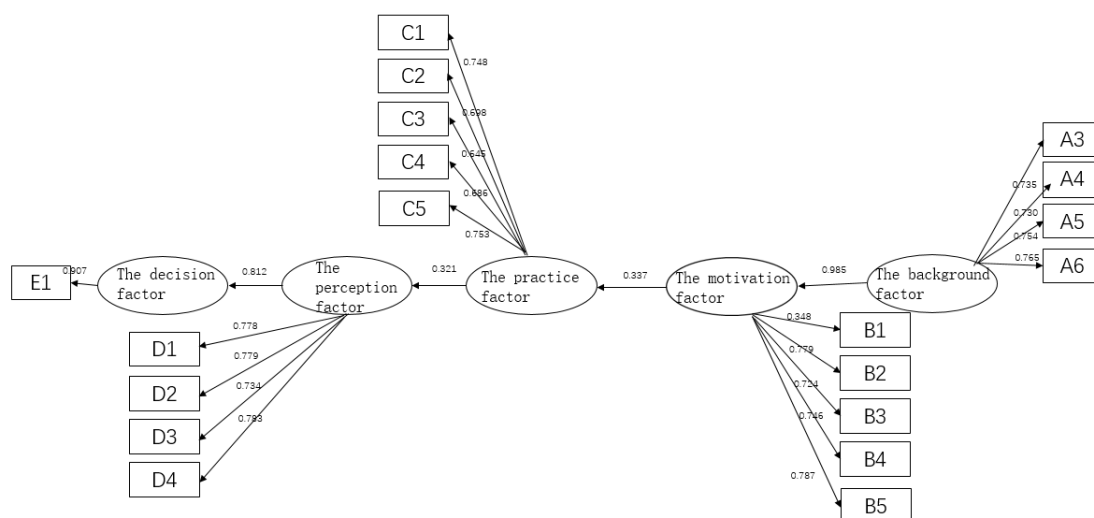 C1
0.748
C2
C3
0.698
0.645
C4
0.686
C5
0.753
A3
0.735
A4
0.730
A5
0.754
0.765
A6
E1
0.907
The decision
factor
0.812
The
perception
factor
0.321
The practice
factor
0.337
The motivation
factor
0.985
The background
factor
0.778
D1
0.779
D2
0.734
D3
0.783
D4
0.348
B1
0.779
B2
0.724
B3
0.746
B4
0.787
B5